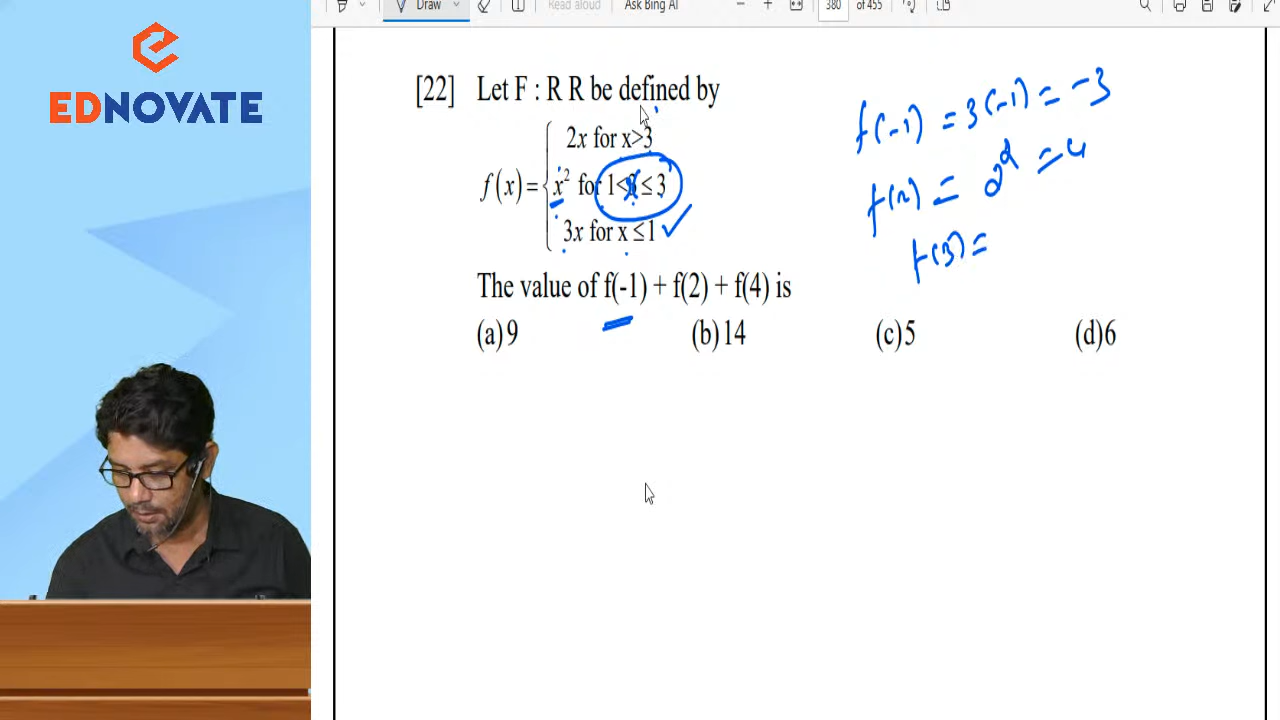 EDNOVATE
Draw
Read aloud
Ask Bing AI
380 of 455
[22] Let F : R R be defined by
2x for x>3
f(x)= x² for 1<x≤3
3x for x ≤1
The value of f(-1) + f(2) + f(4) is
(a) 9 (b) 14 (c) 5 (d) 6
f(-1) = 3(-1) = -3
f(2) = 2² = 4
f(3) =